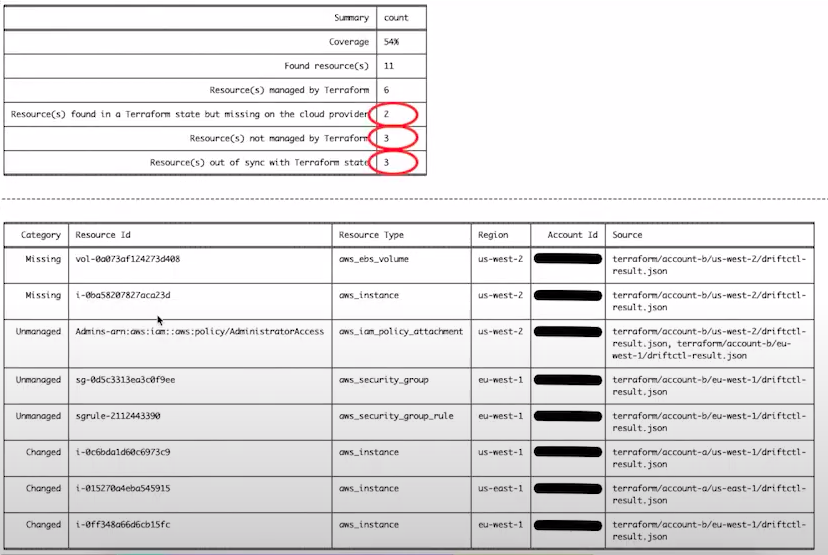 Summary count
Coverage 54%
Found resource(s) 11
Resource(s) managed by Terraform 6
Resource(s) found in a Terraform state but missing on the cloud provider 2
Resource(s) not managed by Terraform 3
Resource(s) out of sync with Terraform state 3
Category Resource Id Resource Type Region Account Id Source
Missing vol-0a073af124273d408 aws_ebs_volume us-west-2 terraform/account-b/us-west-2/driftctl-
result.json
Missing i-0ba58207827aca23d aws_instance us-west-2 terraform/account-b/us-west-2/driftctl-
result.json
Unmanaged Admins-arn:aws:iam::aws:policy/AdministratorAccess aws_iam_policy_attachment us-west-2 terraform/account-b/us-west-2/driftctl-
result.json, terraform/account-b/eu-
west-1/driftctl-result.json
Unmanaged sg-0d5c3313ea3c0f9ee aws_security_group eu-west-1 terraform/account-b/eu-west-1/driftctl-
result.json
Unmanaged sgrule-2112443390 aws_security_group_rule eu-west-1 terraform/account-b/eu-west-1/driftctl-
result.json
Changed i-0c6bda1d60c6973c9 aws_instance us-west-1 terraform/account-a/us-west-1/driftctl-
result.json
Changed i-015270a4eba545915 aws_instance us-east-1 terraform/account-a/us-east-1/driftctl-
result.json
Changed i-0ff348a66d6cb15fc aws_instance eu-west-1 terraform/account-b/eu-west-1/driftctl-
result.json